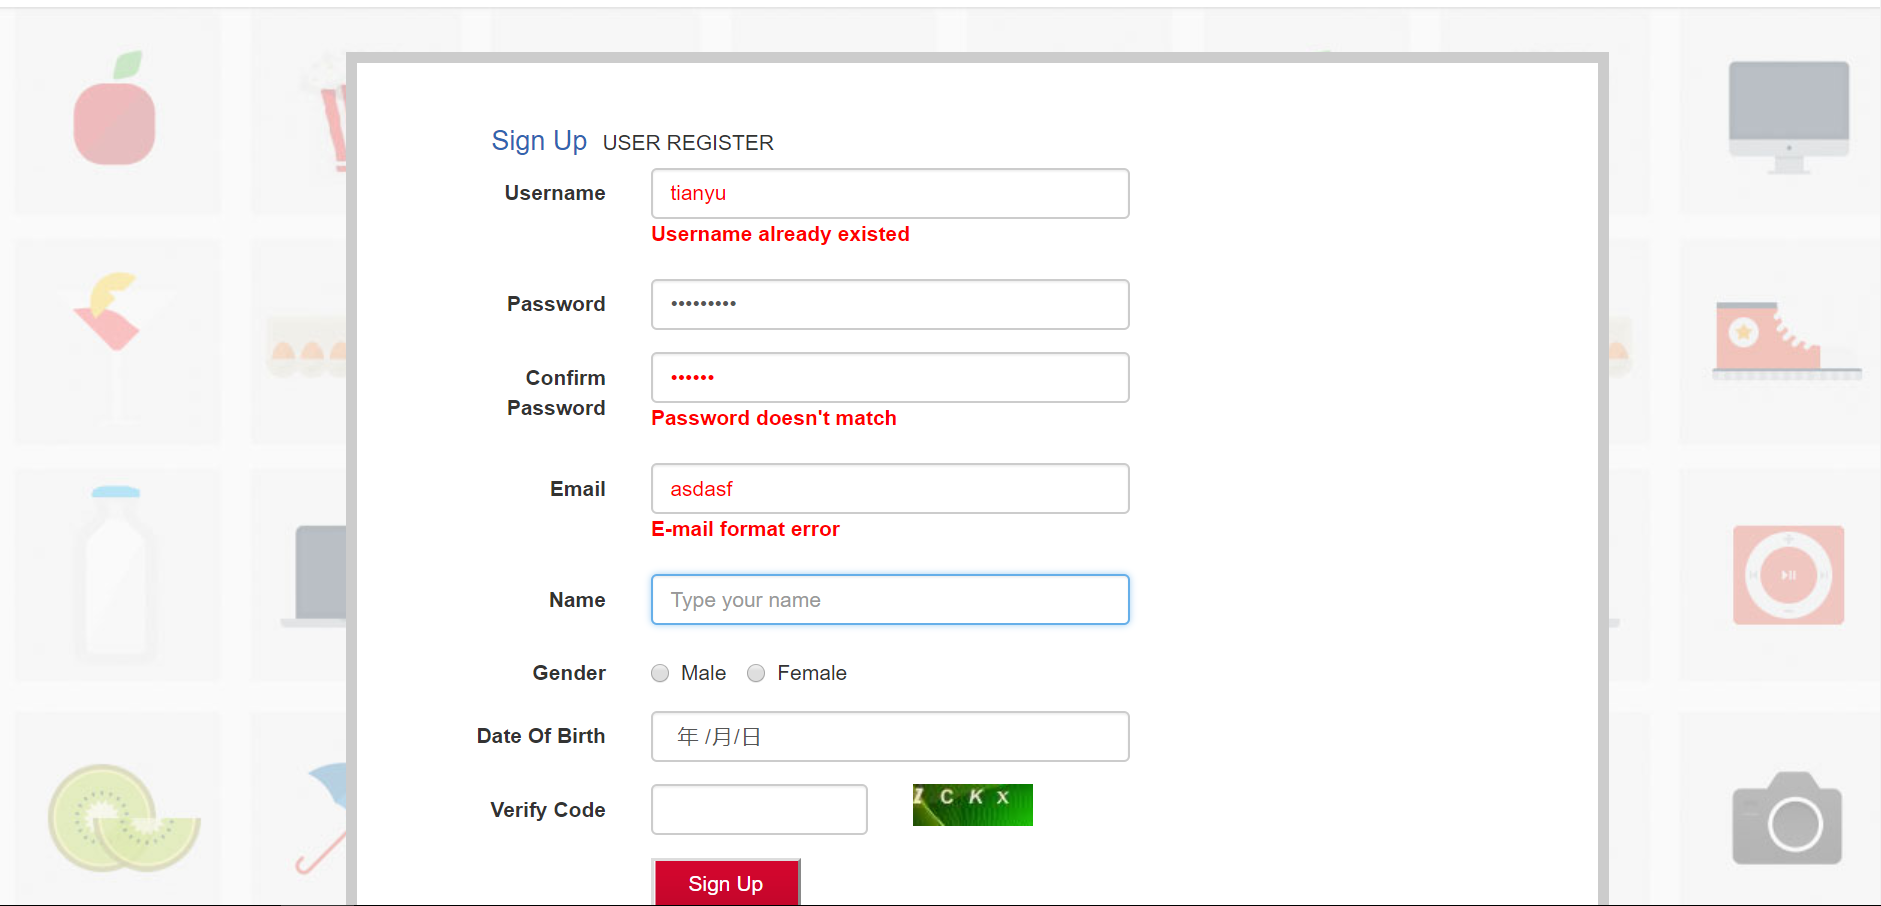 Sign Up USER REGISTER
Username tianyu
Username already existed
Password •••••••••
Confirm Password ••••••
Password doesn't match
Email asdasf
E-mail format error
Name Type your name
Gender Male Female
Date Of Birth 年 /月/日
Verify Code Z C K X
Sign Up